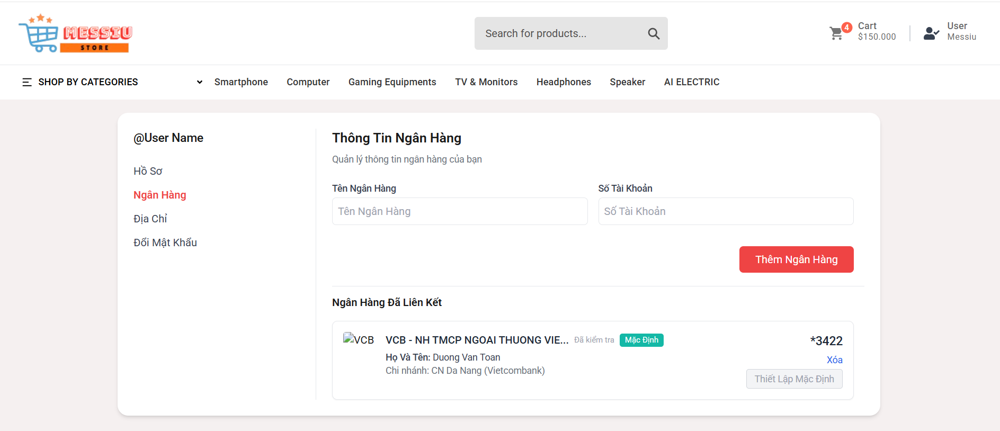 MESSIU
STORE
Search for products...
4
Cart
$150.000
User
Messiu
SHOP BY CATEGORIES
Smartphone
Computer
Gaming Equipments
TV & Monitors
Headphones
Speaker
AI ELECTRIC
@User Name
Hồ Sơ
Ngân Hàng
Địa Chỉ
Đổi Mật Khẩu
Thông Tin Ngân Hàng
Quản lý thông tin ngân hàng của bạn
Tên Ngân Hàng
Số Tài Khoản
Tên Ngân Hàng
Số Tài Khoản
Thêm Ngân Hàng
Ngân Hàng Đã Liên Kết
VCB
VCB - NH TMCP NGOAI THUONG VIE...
Đã kiểm tra
Mặc Định
*3422
Họ Và Tên: Duong Van Toan
Xóa
Chi nhánh: CN Da Nang (Vietcombank)
Thiết Lập Mặc Định